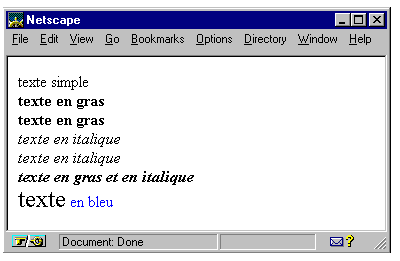 Netscape
File Edit View Go Bookmarks Options Directory Window Help
texte simple
texte en gras
texte en gras
texte en italique
texte en italique
texte en gras et en italique
texte en bleu
Document: Done
?